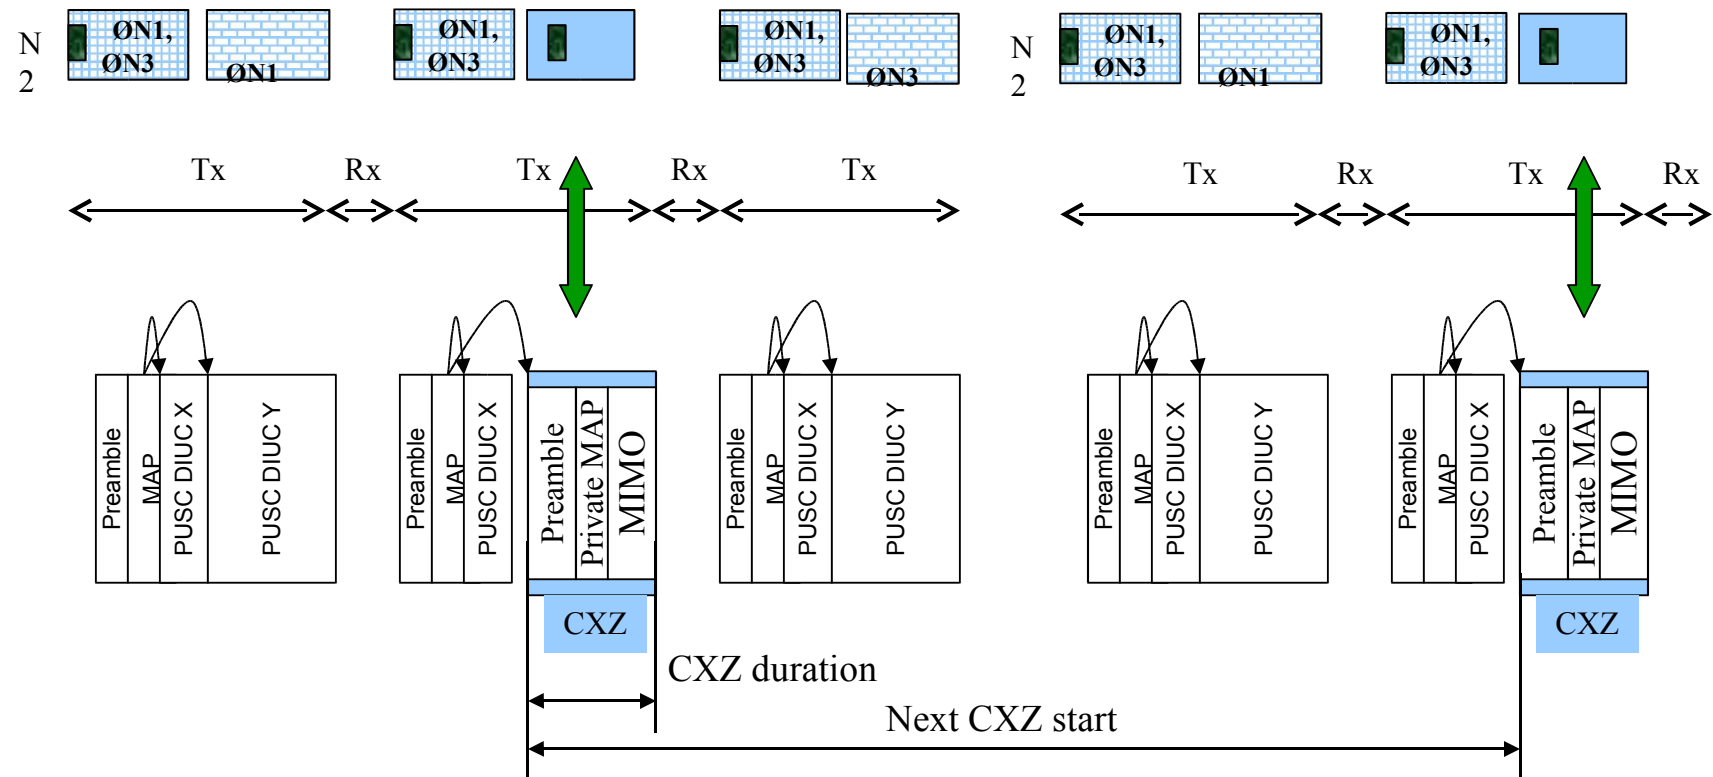 N
2
ØN1,
ØN3
ØN1
ØN1,
ØN3
ØN1,
ØN3
ØN3
N
2
ØN1,
ØN3
ØN1
ØN1,
ØN3
Tx
Rx
Tx
Rx
Tx
Tx
Rx
Tx
Rx
Preamble
MAP
PUSC DIUC X
PUSC DIUC Y
Preamble
MAP
PUSC DIUC X
Preamble
Private MAP
MIMO
Preamble
MAP
PUSC DIUC X
PUSC DIUC Y
Preamble
MAP
PUSC DIUC X
PUSC DIUC Y
Preamble
MAP
PUSC DIUC X
Preamble
Private MAP
MIMO
CXZ
CXZ
CXZ duration
Next CXZ start